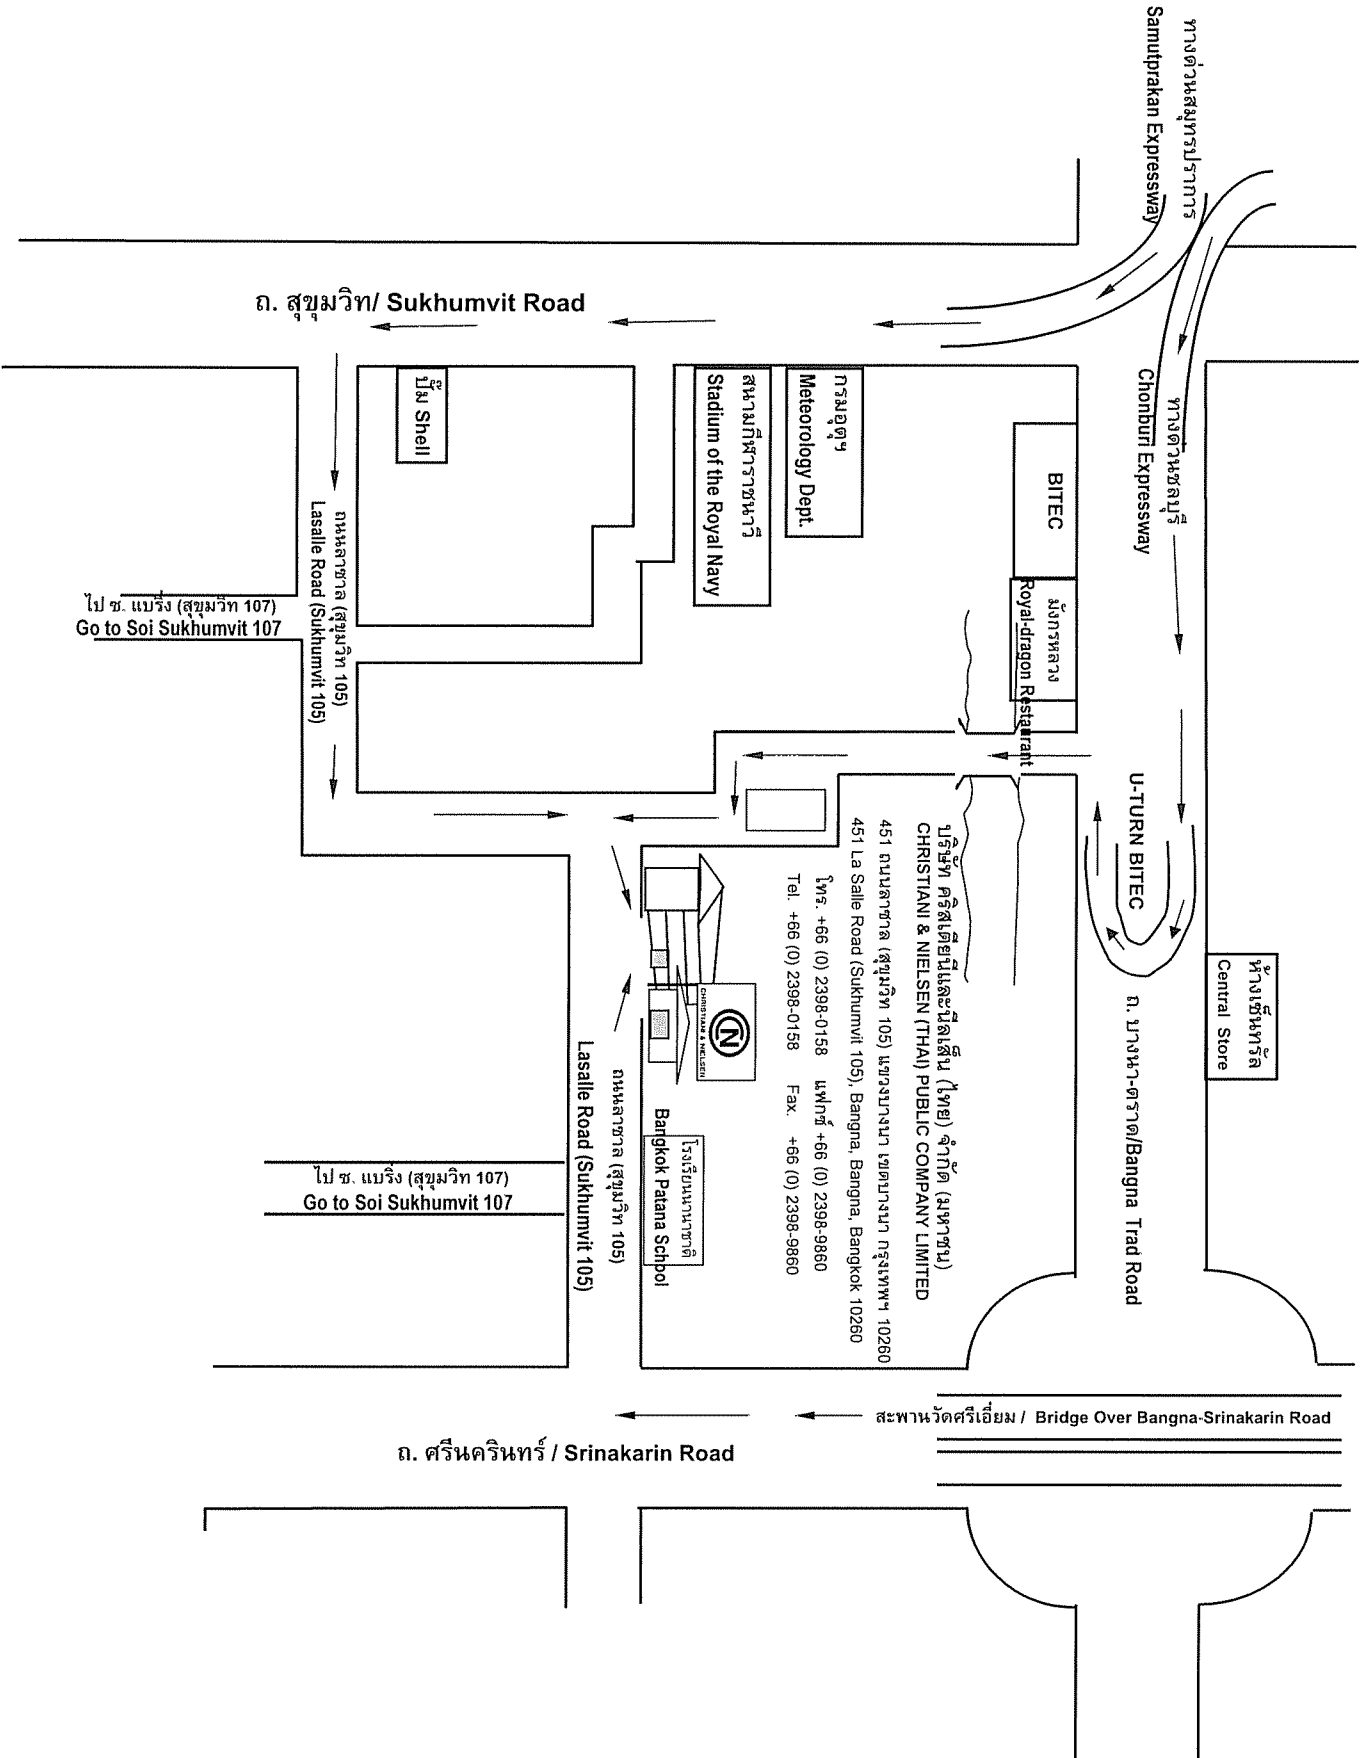 ทางด่วนสมุทรปราการ
Samutprakan Expressway
ถ. สุขุมวิท/ Sukhumvit Road
ทางด่วนชลบุรี
Chonburi Expressway
ปั๊ม Shell
สนามกีฬาราชนาวี
Stadium of the Royal Navy
กรมอุตุฯ
Meteorology Dept.
BITEC
มังกรหลวง
Royal-dragon Restaurant
ถนนลาซาล (สุขุมวิท 105)
Lasalle Road (Sukhumvit 105)
ไป ซ. แบริ่ง (สุขุมวิท 107)
Go to Soi Sukhumvit 107
U-TURN BITEC
ห้างเซ็นทรัล
Central Store
ถ. บางนา-ตราด/Bangna Trad Road
บริษัท คริสเตียนีและนีลเส็น (ไทย) จำกัด (มหาชน)
CHRISTIANI & NIELSEN (THAI) PUBLIC COMPANY LIMITED
451 ถนนลาซาล (สุขุมวิท 105) แขวงบางนา เขตบางนา กรุงเทพฯ 10260
451 La Salle Road (Sukhumvit 105), Bangna, Bangna, Bangkok 10260
โทร. +66 (0) 2398-0158 แฟกซ์ +66 (0) 2398-9860
Tel. +66 (0) 2398-0158 Fax. +66 (0) 2398-9860
CN
CHRISTIANI & NIELSEN
โรงเรียนนานาชาติ
Bangkok Patana School
ถนนลาซาล (สุขุมวิท 105)
Lasalle Road (Sukhumvit 105)
ไป ซ. แบริ่ง (สุขุมวิท 107)
Go to Soi Sukhumvit 107
สะพานวัดศรีเอี่ยม / Bridge Over Bangna-Srinakarin Road
ถ. ศรีนครินทร์ / Srinakarin Road